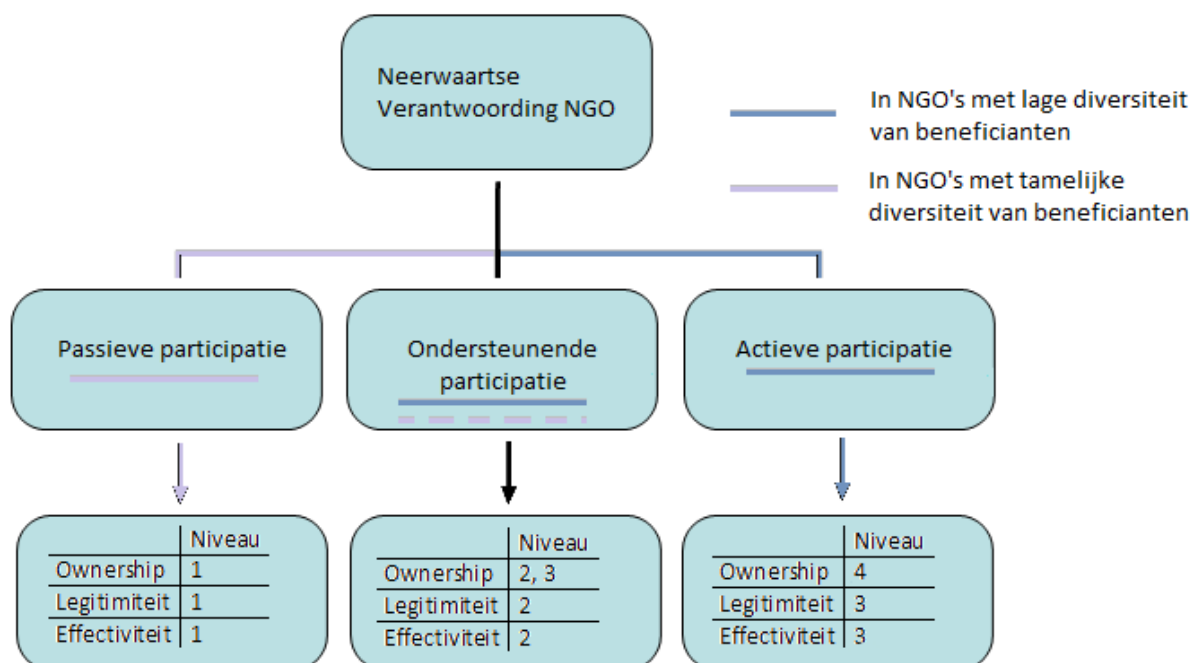 Neerwaartse
Verantwoording NGO
In NGO's met lage diversiteit
van beneficianten
In NGO's met tamelijke
diversiteit van beneficianten
Passieve participatie
Ondersteunende
participatie
Actieve participatie
Niveau
Ownership 1
Legitimiteit 1
Effectiviteit 1
Niveau
Ownership 2, 3
Legitimiteit 2
Effectiviteit 2
Niveau
Ownership 4
Legitimiteit 3
Effectiviteit 3